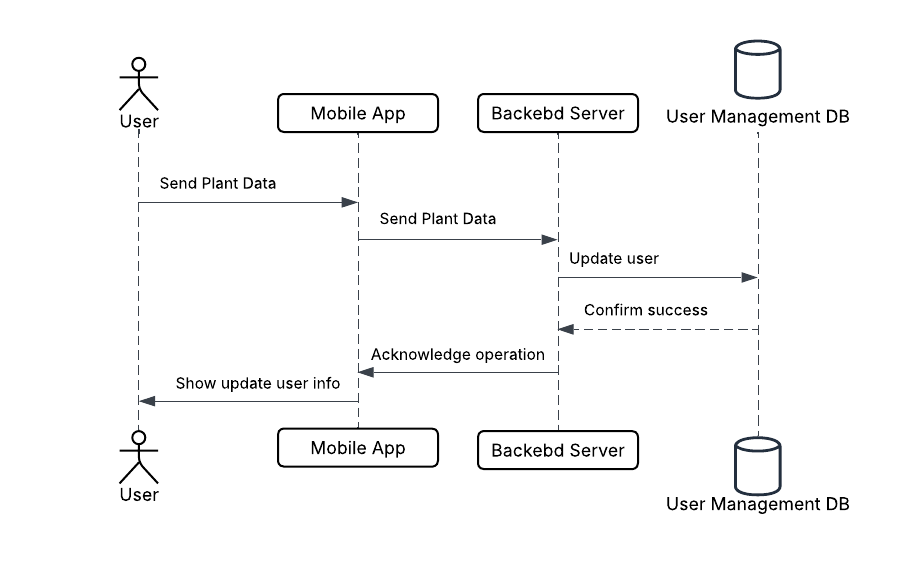 User
Mobile App
Backebd Server
User Management DB
Send Plant Data
Send Plant Data
Update user
Confirm success
Acknowledge operation
Show update user info
Mobile App
Backebd Server
User
User Management DB